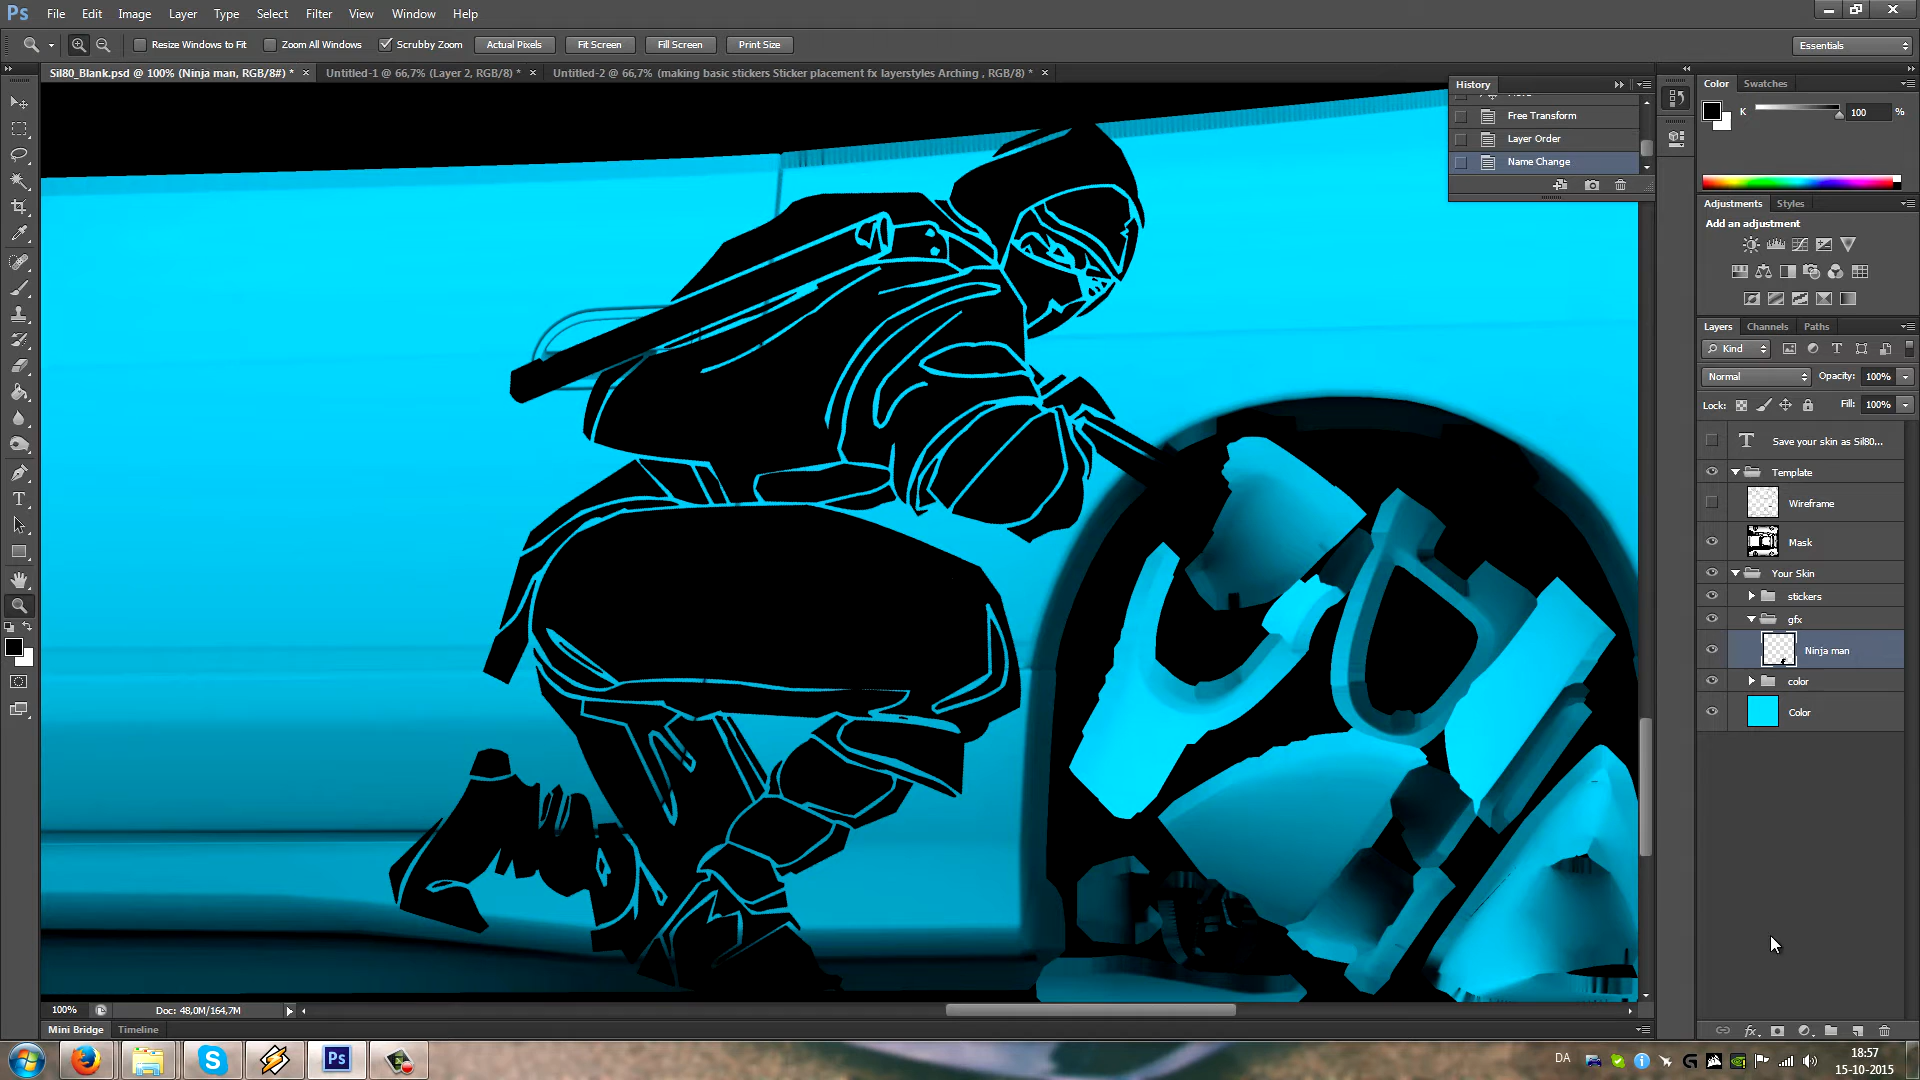 Ps File Edit Image Layer Type Select Filter Analysis View Window Help
Resize Windows to Fit Zoom All Windows Scrubby Zoom Actual Pixels Fit Screen Fill Screen Print Size Essentials
Sil80_Blank.psd @ 100% (Ninja man, RGB/8#) * × Untitled-1 @ 66,7% (Layer 2, RGB/8) * × Untitled-2 @ 66,7% (making basic stickers Sticker placement fx layerstyles Arching , RGB/8) * ×
History
Free Transform
Layer Order
Name Change
Color Swatches
K 100 %
Adjustments Styles
Add an adjustment
Layers Channels Paths
Kind
Normal Opacity: 100%
Lock: Fill: 100%
Save your skin as Sil80...
Template
Wireframe
Mask
Your Skin
stickers
gfx
Ninja man
color
Color
fx
100% Doc: 48,0M/164,7M
Mini Bridge Timeline
Ps
DA
18:57
15-10-2015